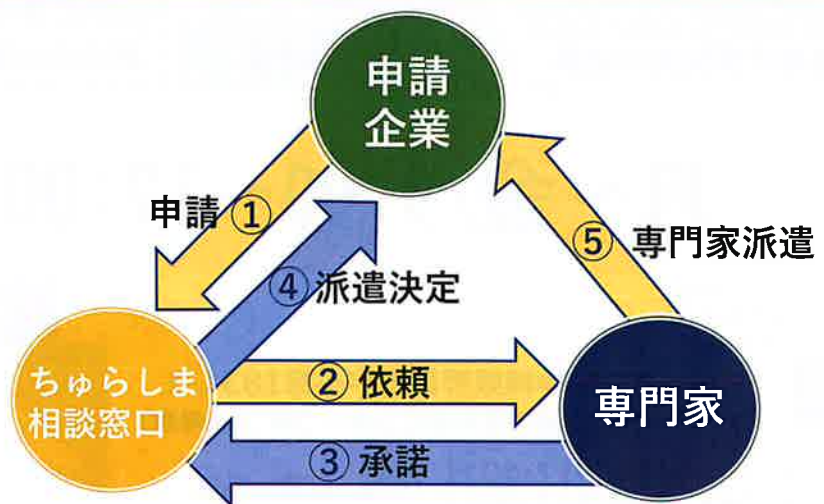 申請
企業
申請 ①
④ 派遣決定
⑤ 専門家派遣
ちゅらしま
相談窓口
② 依頼
専門家
③ 承諾